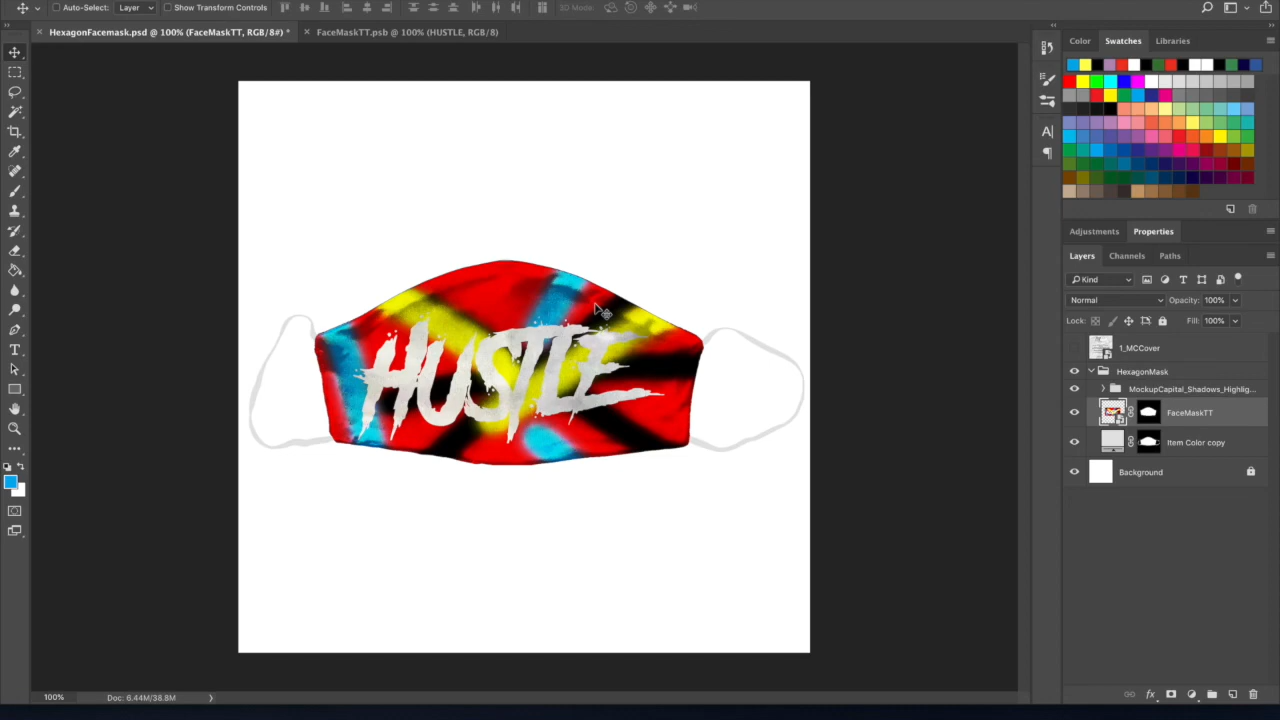 Auto-Select: Layer Show Transform Controls 3D Mode
× HexagonFacemask.psd @ 100% (FaceMaskTT, RGB/8#) * × FaceMaskTT.psb @ 100% (HUSTLE, RGB/8)
Color Swatches Libraries
HUSTLE
Adjustments Properties
Layers Channels Paths
Kind
Normal Opacity: 100%
Lock: Fill: 100%
1_MCCover
HexagonMask
MockupCapital_Shadows_Highlig...
FaceMaskTT
Item Color copy
Background
100% Doc: 6.44M/38.8M